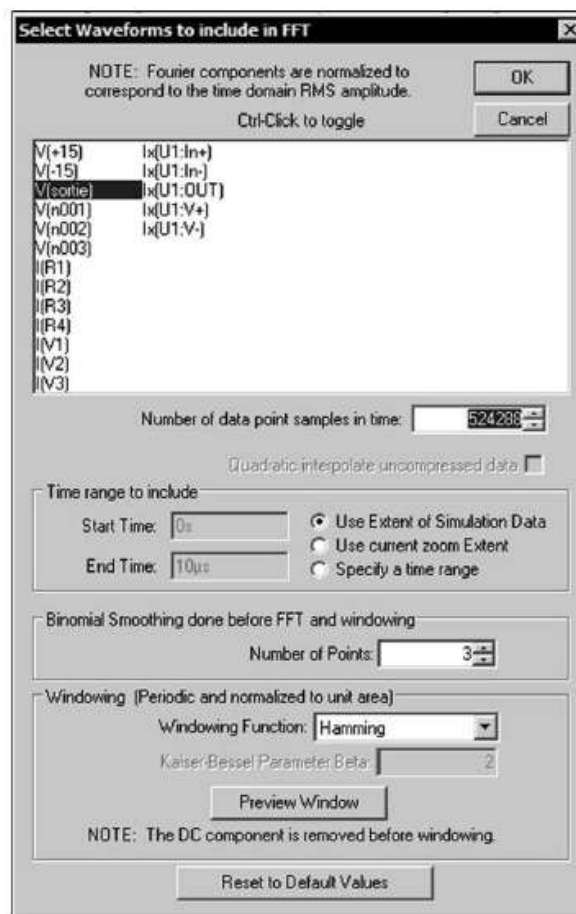 Select Waveforms to include in FFT
NOTE: Fourier components are normalized to
correspond to the time domain RMS amplitude.
OK
Ctrl-Click to toggle
Cancel
V(+15) Ix(U1:In+)
V(-15) Ix(U1:In-)
V(sortie) Ix(U1:OUT)
V(n001) Ix(U1:V+)
V(n002) Ix(U1:V-)
V(n003)
I(R1)
I(R2)
I(R3)
I(R4)
I(V1)
I(V2)
I(V3)
Number of data point samples in time: 524288
Quadratic interpolate uncompressed data
Time range to include
Start Time: 0s
Use Extent of Simulation Data
Use current zoom Extent
End Time: 10µs
Specify a time range
Binomial Smoothing done before FFT and windowing
Number of Points: 3
Windowing (Periodic and normalized to unit area)
Windowing Function: Hamming
Kaiser-Bessel Parameter Beta: 2
Preview Window
NOTE: The DC component is removed before windowing.
Reset to Default Values